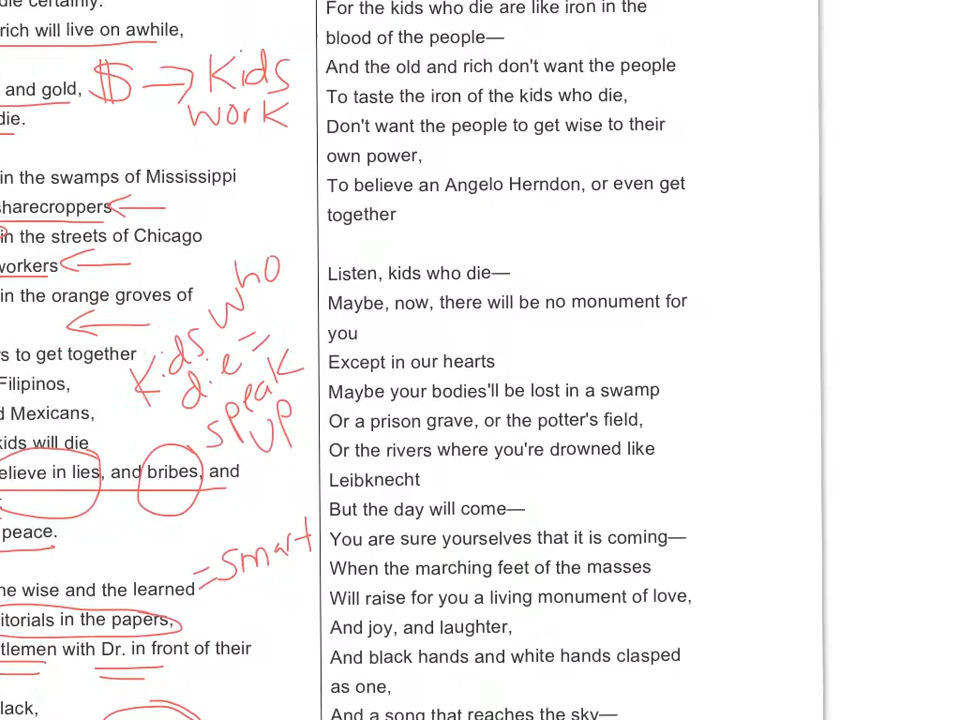 die certainly.
rich will live on awhile,
and gold,
die.
$ → Kids
work
in the swamps of Mississippi
sharecroppers
in the streets of Chicago
workers
in the orange groves of
s to get together
Filipinos,
d Mexicans,
kids will die
elieve in lies, and bribes, and
peace.
Kids who
die =
speak
up
he wise and the learned
= smart
itorials in the papers,
tlemen with Dr. in front of their
lack,
For the kids who die are like iron in the
blood of the people—
And the old and rich don't want the people
To taste the iron of the kids who die,
Don't want the people to get wise to their
own power,
To believe an Angelo Herndon, or even get
together
Listen, kids who die—
Maybe, now, there will be no monument for
you
Except in our hearts
Maybe your bodies'll be lost in a swamp
Or a prison grave, or the potter's field,
Or the rivers where you're drowned like
Leibknecht
But the day will come—
You are sure yourselves that it is coming—
When the marching feet of the masses
Will raise for you a living monument of love,
And joy, and laughter,
And black hands and white hands clasped
as one,
And a song that reaches the sky—